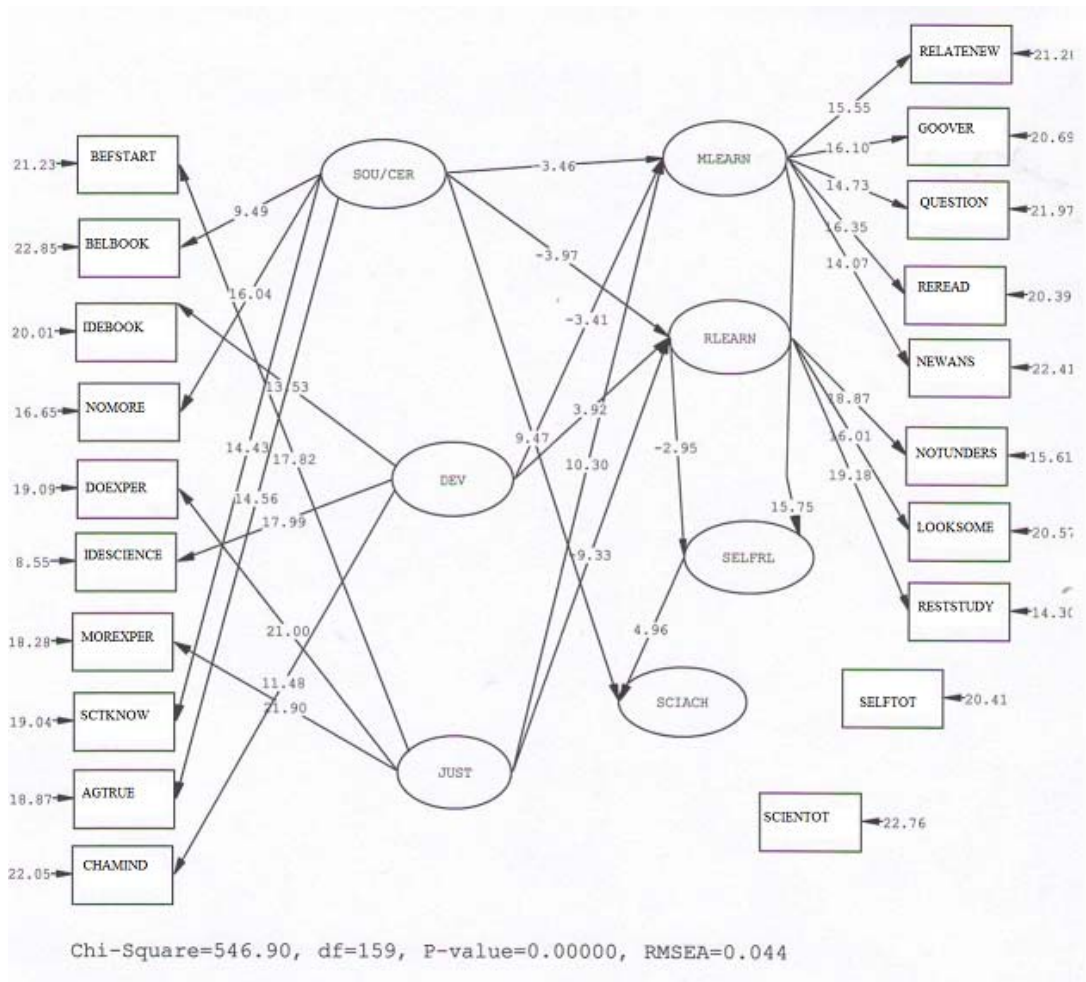 RELATENEW
15.55
GOOVER
20.69
16.10
21.23
BEFSTART
SOU/CER
3.46
MLEARN
14.73
QUESTION
21.97
9.49
16.35
22.85
BELBOOK
-3.97
14.07
REREAD
20.39
16.04
IDEBOOK
20.01
-3.41
RLEARN
NEWANS
22.41
16.65
NOMORE
13.53
18.87
3.92
16.01
14.43
17.82
9.47
-2.95
NOTUNDERS
15.61
19.09
DOEXPER
DEV
10.30
19.18
14.56
15.75
17.99
LOOKSOME
8.55
IDESCIENCE
-9.33
SELFRL
RESTSTUDY
18.28
MOREXPER
21.00
4.96
11.48
21.90
SCIACH
SELFTOT
20.41
19.04
SCTKNOW
JUST
18.87
AGTRUE
SCIENTOT
22.76
22.05
CHAMIND
Chi-Square=546.90, df=159, P-value=0.00000, RMSEA=0.044